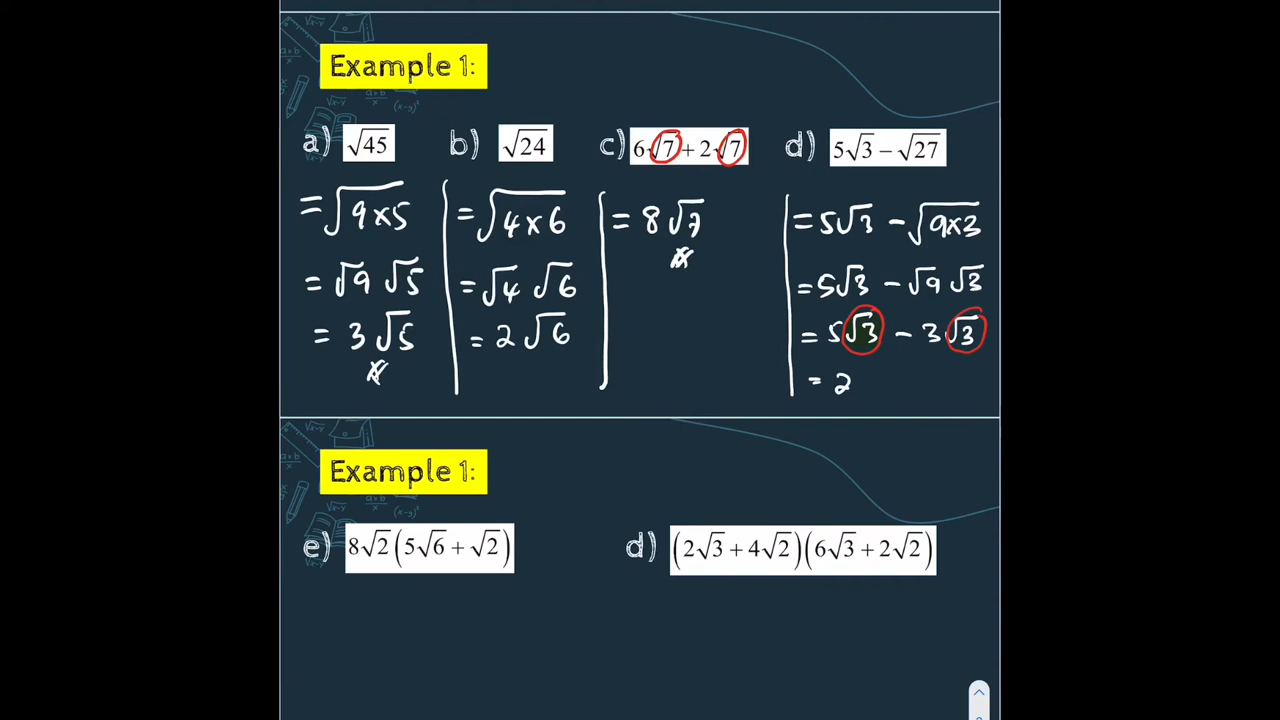 Example 1:
a) √45
b) √24
c) 6√7 + 2√7
d) 5√3 − √27
= √9×5
= √9 √5
= 3√5
= √4×6
= √4 √6
= 2√6
= 8√7
= 5√3 − √9×3
= 5√3 − √9 √3
= 5√3 − 3√3
= 2
Example 1:
e) 8√2(5√6 + √2)
d) (2√3 + 4√2)(6√3 + 2√2)